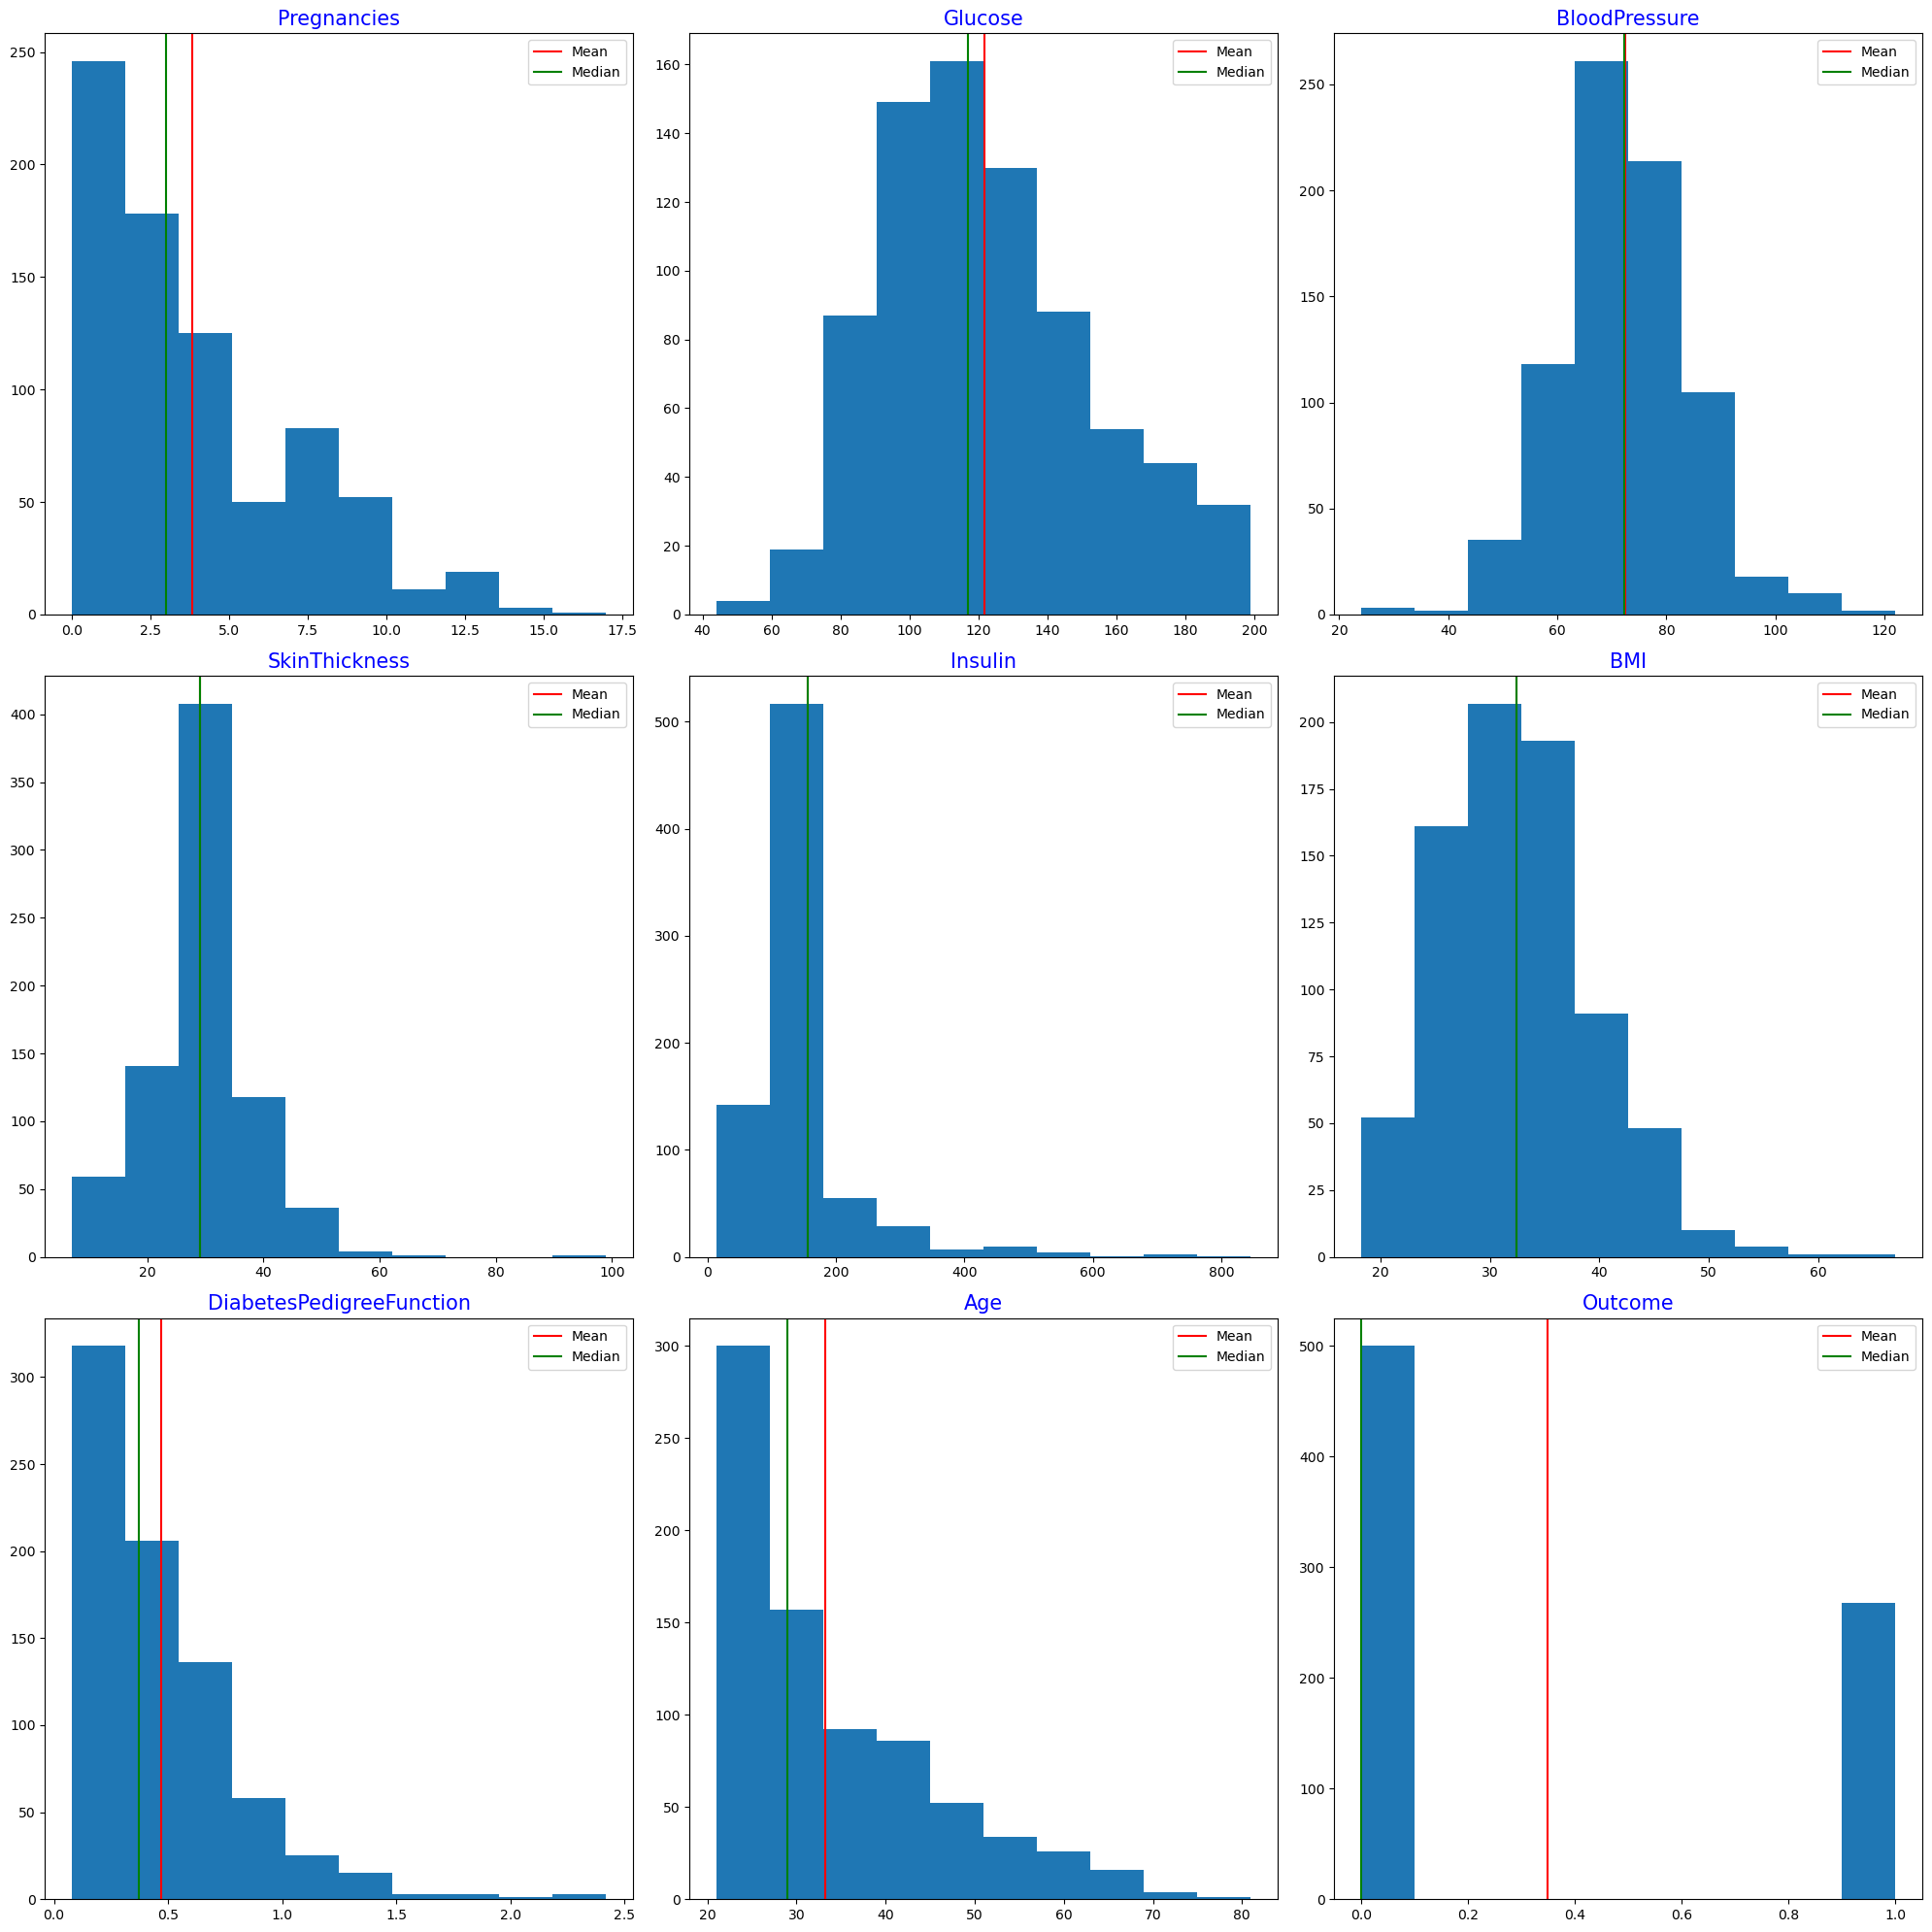 Pregnancies
Mean
Median
250
200
150
100
50
0
0.0 2.5 5.0 7.5 10.0 12.5 15.0 17.5
Glucose
Mean
Median
160
140
120
100
80
60
40
20
0
40 60 80 100 120 140 160 180 200
BloodPressure
Mean
Median
250
200
150
100
50
0
20 40 60 80 100 120
SkinThickness
Mean
Median
400
350
300
250
200
150
100
50
0
20 40 60 80 100
Insulin
Mean
Median
500
400
300
200
100
0
0 200 400 600 800
BMI
Mean
Median
200
175
150
125
100
75
50
25
0
20 30 40 50 60
DiabetesPedigreeFunction
Mean
Median
300
250
200
150
100
50
0
0.0 0.5 1.0 1.5 2.0 2.5
Age
Mean
Median
300
250
200
150
100
50
0
20 30 40 50 60 70 80
Outcome
Mean
Median
500
400
300
200
100
0
0.0 0.2 0.4 0.6 0.8 1.0